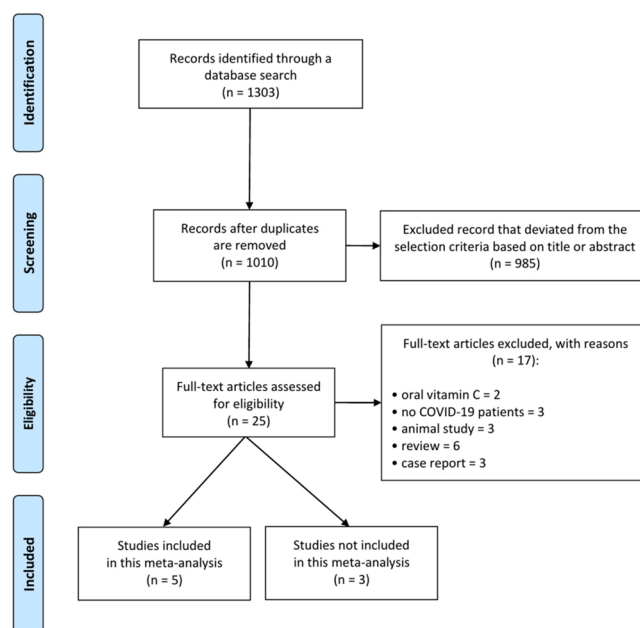 Identification
Records identified through a
database search
(n = 1303)
Screening
Records after duplicates
are removed
(n = 1010)
Excluded record that deviated from the
selection criteria based on title or abstract
(n = 985)
Eligibility
Full-text articles assessed
for eligibility
(n = 25)
Full-text articles excluded, with reasons
(n = 17):
• oral vitamin C = 2
• no COVID-19 patients = 3
• animal study = 3
• review = 6
• case report = 3
Included
Studies included
in this meta-analysis
(n = 5)
Studies not included
in this meta-analysis
(n = 3)